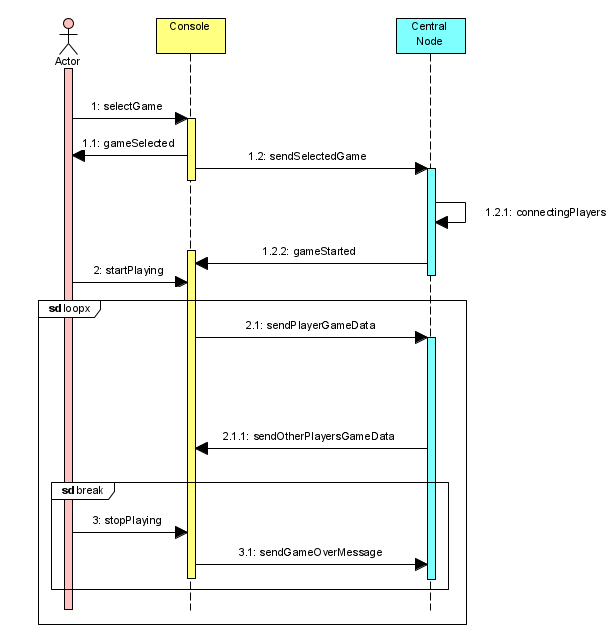 Console
Central
Node
Actor
1: selectGame
1.1: gameSelected
1.2: sendSelectedGame
1.2.1: connectingPlayers
1.2.2: gameStarted
2: startPlaying
sd loopx
2.1: sendPlayerGameData
2.1.1: sendOtherPlayersGameData
sd break
3: stopPlaying
3.1: sendGameOverMessage